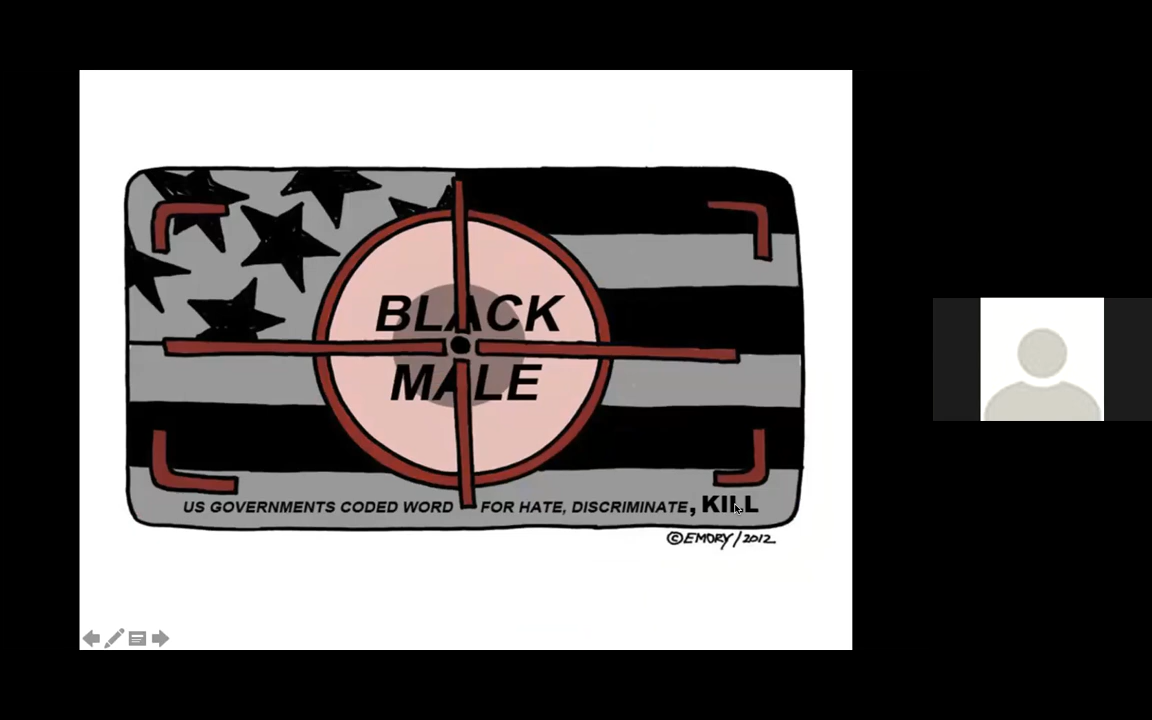 BLACK
MALE
US GOVERNMENTS CODED WORD FOR HATE, DISCRIMINATE, KILL
©EMORY/2012